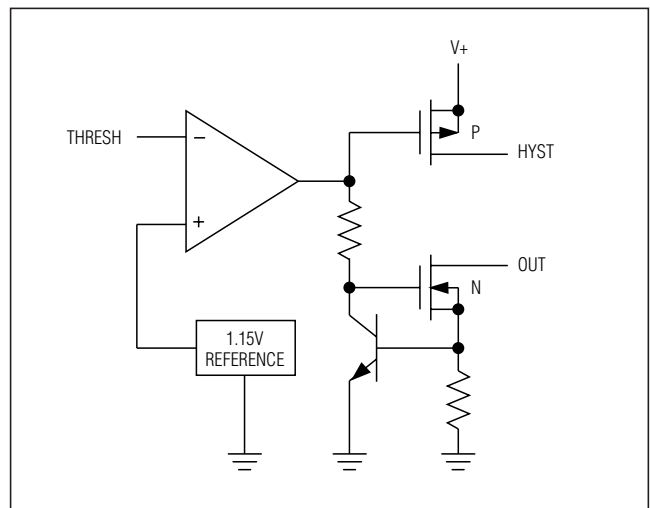 V+
THRESH
−
P
HYST
+
OUT
N
1.15V
REFERENCE